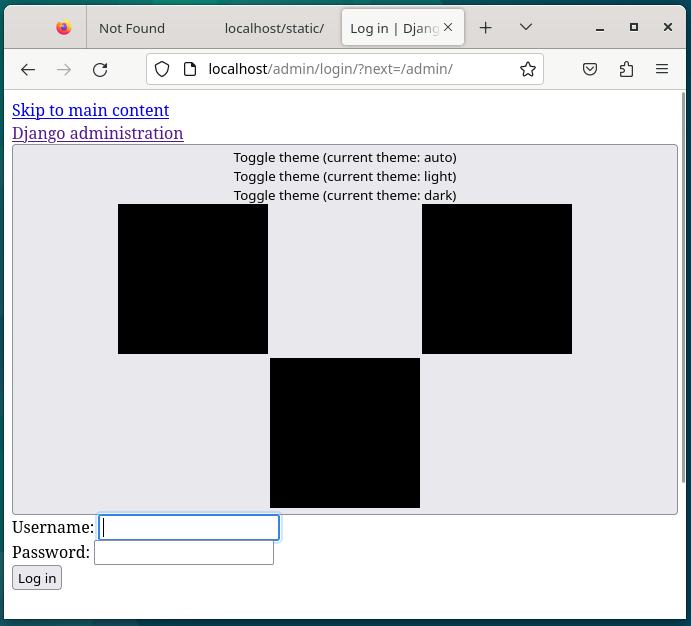 Not Found
localhost/static/
Log in | Djang
localhost/admin/login/?next=/admin/
Skip to main content
Django administration
Toggle theme (current theme: auto)
Toggle theme (current theme: light)
Toggle theme (current theme: dark)
Username:
Password:
Log in